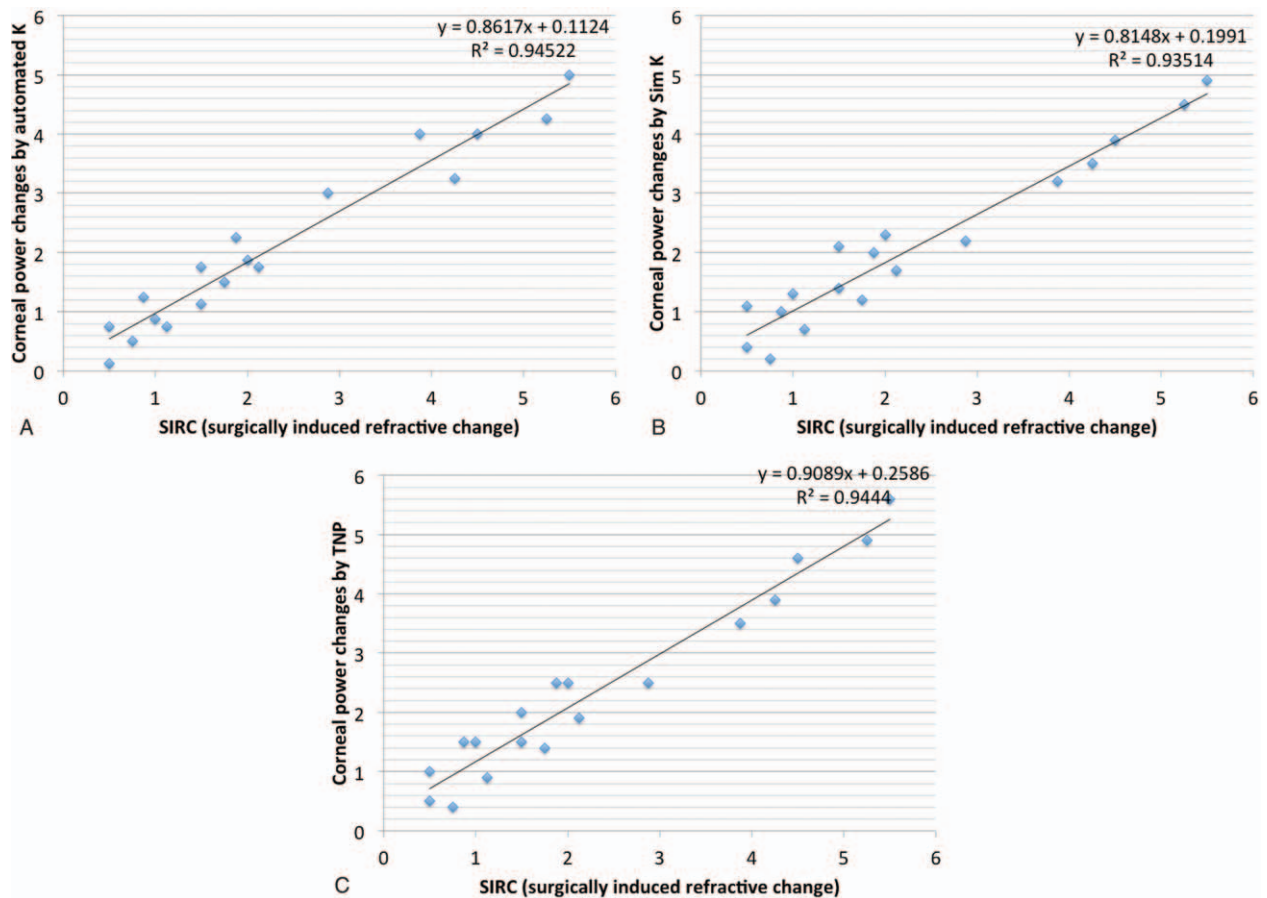 y = 0.8617x + 0.1124
R² = 0.94522
Corneal power changes by automated K
6
5
4
3
2
1
0
0 1 2 3 4 5 6
SIRC (surgically induced refractive change)
A
y = 0.8148x + 0.1991
R² = 0.93514
Corneal power changes by Sim K
6
5
4
3
2
1
0
0 1 2 3 4 5 6
SIRC (surgically induced refractive change)
B
y = 0.9089x + 0.2586
R² = 0.9444
Corneal power changes by TNP
6
5
4
3
2
1
0
0 1 2 3 4 5 6
SIRC (surgically induced refractive change)
C